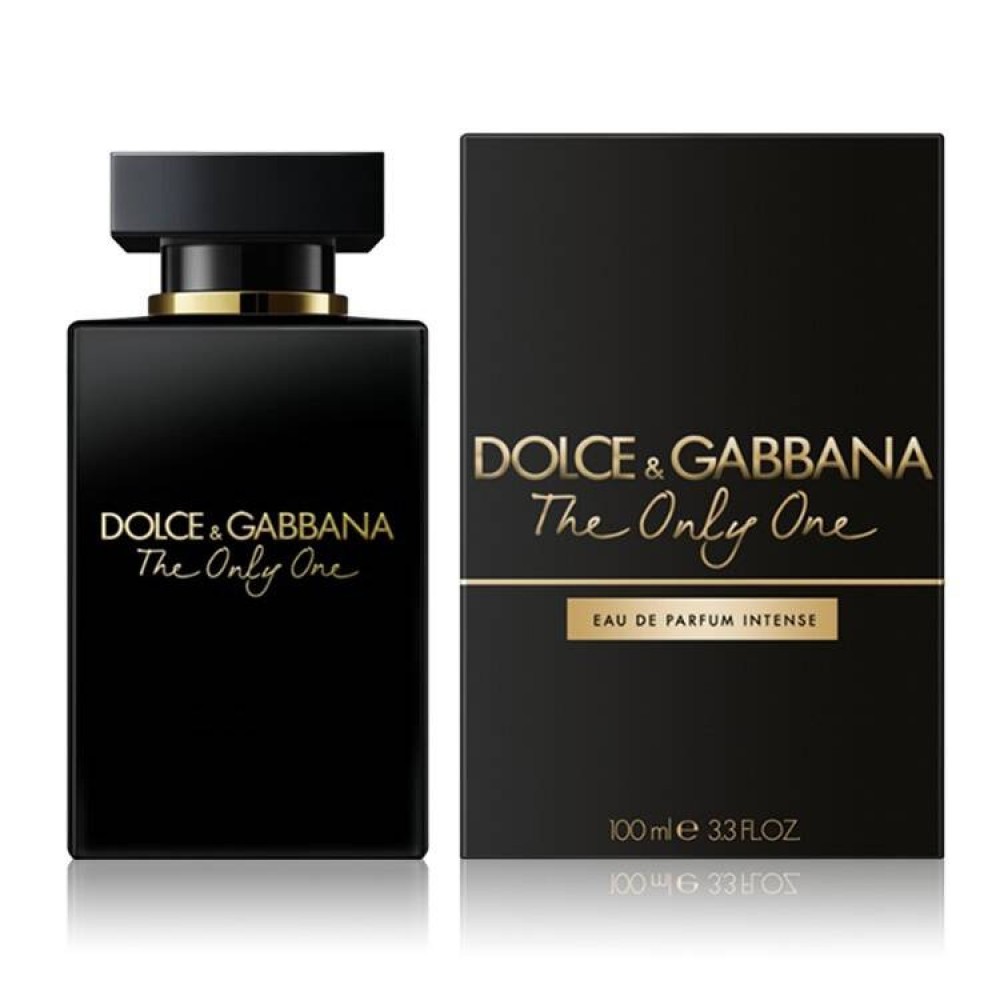 DOLCE & GABBANA
The Only One
DOLCE & GABBANA
The Only One
EAU DE PARFUM INTENSE
100 ml ℮ 3.3 FL.OZ